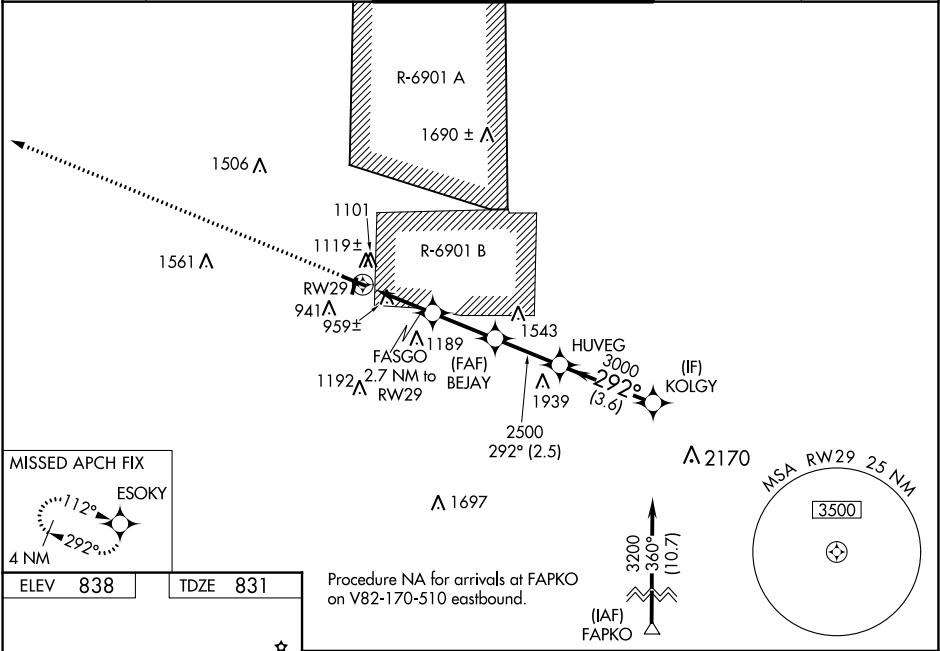 R-6901 A
1690 ±
1506
1101
1119±
R-6901 B
1561
RW29
941
959±
1543
1189
FASGO
2.7 NM to
RW29
(FAF)
BEJAY
HUVEG
3000
292°
(3.6)
(IF)
KOLGY
1192
1939
2500
292° (2.5)
2170
MISSED APCH FIX
ESOKY
112°
292°
4 NM
1697
MSA RW29 25 NM
3500
3200
360°
(10.7)
ELEV 838
TDZE 831
Procedure NA for arrivals at FAPKO
on V82-170-510 eastbound.
(IAF)
FAPKO